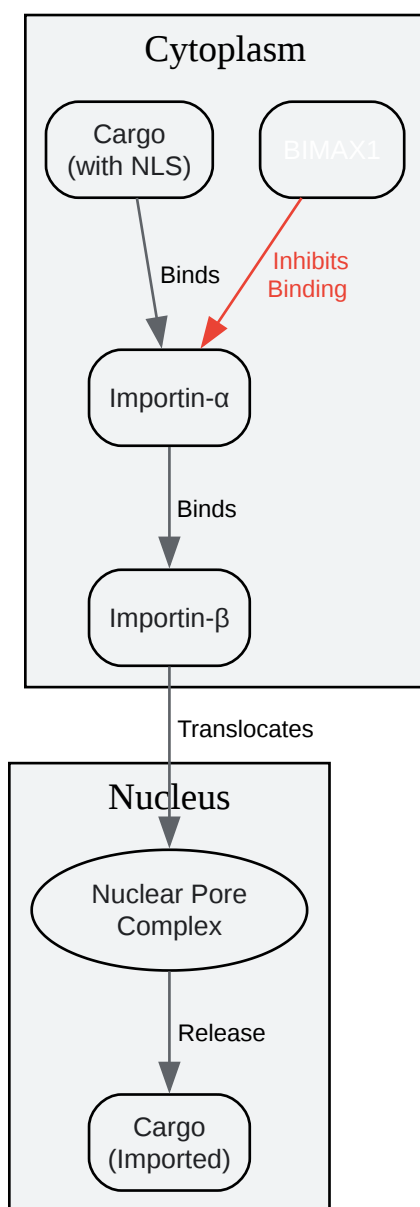 Cytoplasm
Cargo
(with NLS)
BIMAX1
Binds
Inhibits
Binding
Importin-α
Binds
Importin-β
Translocates
Nucleus
Nuclear Pore
Complex
Release
Cargo
(Imported)